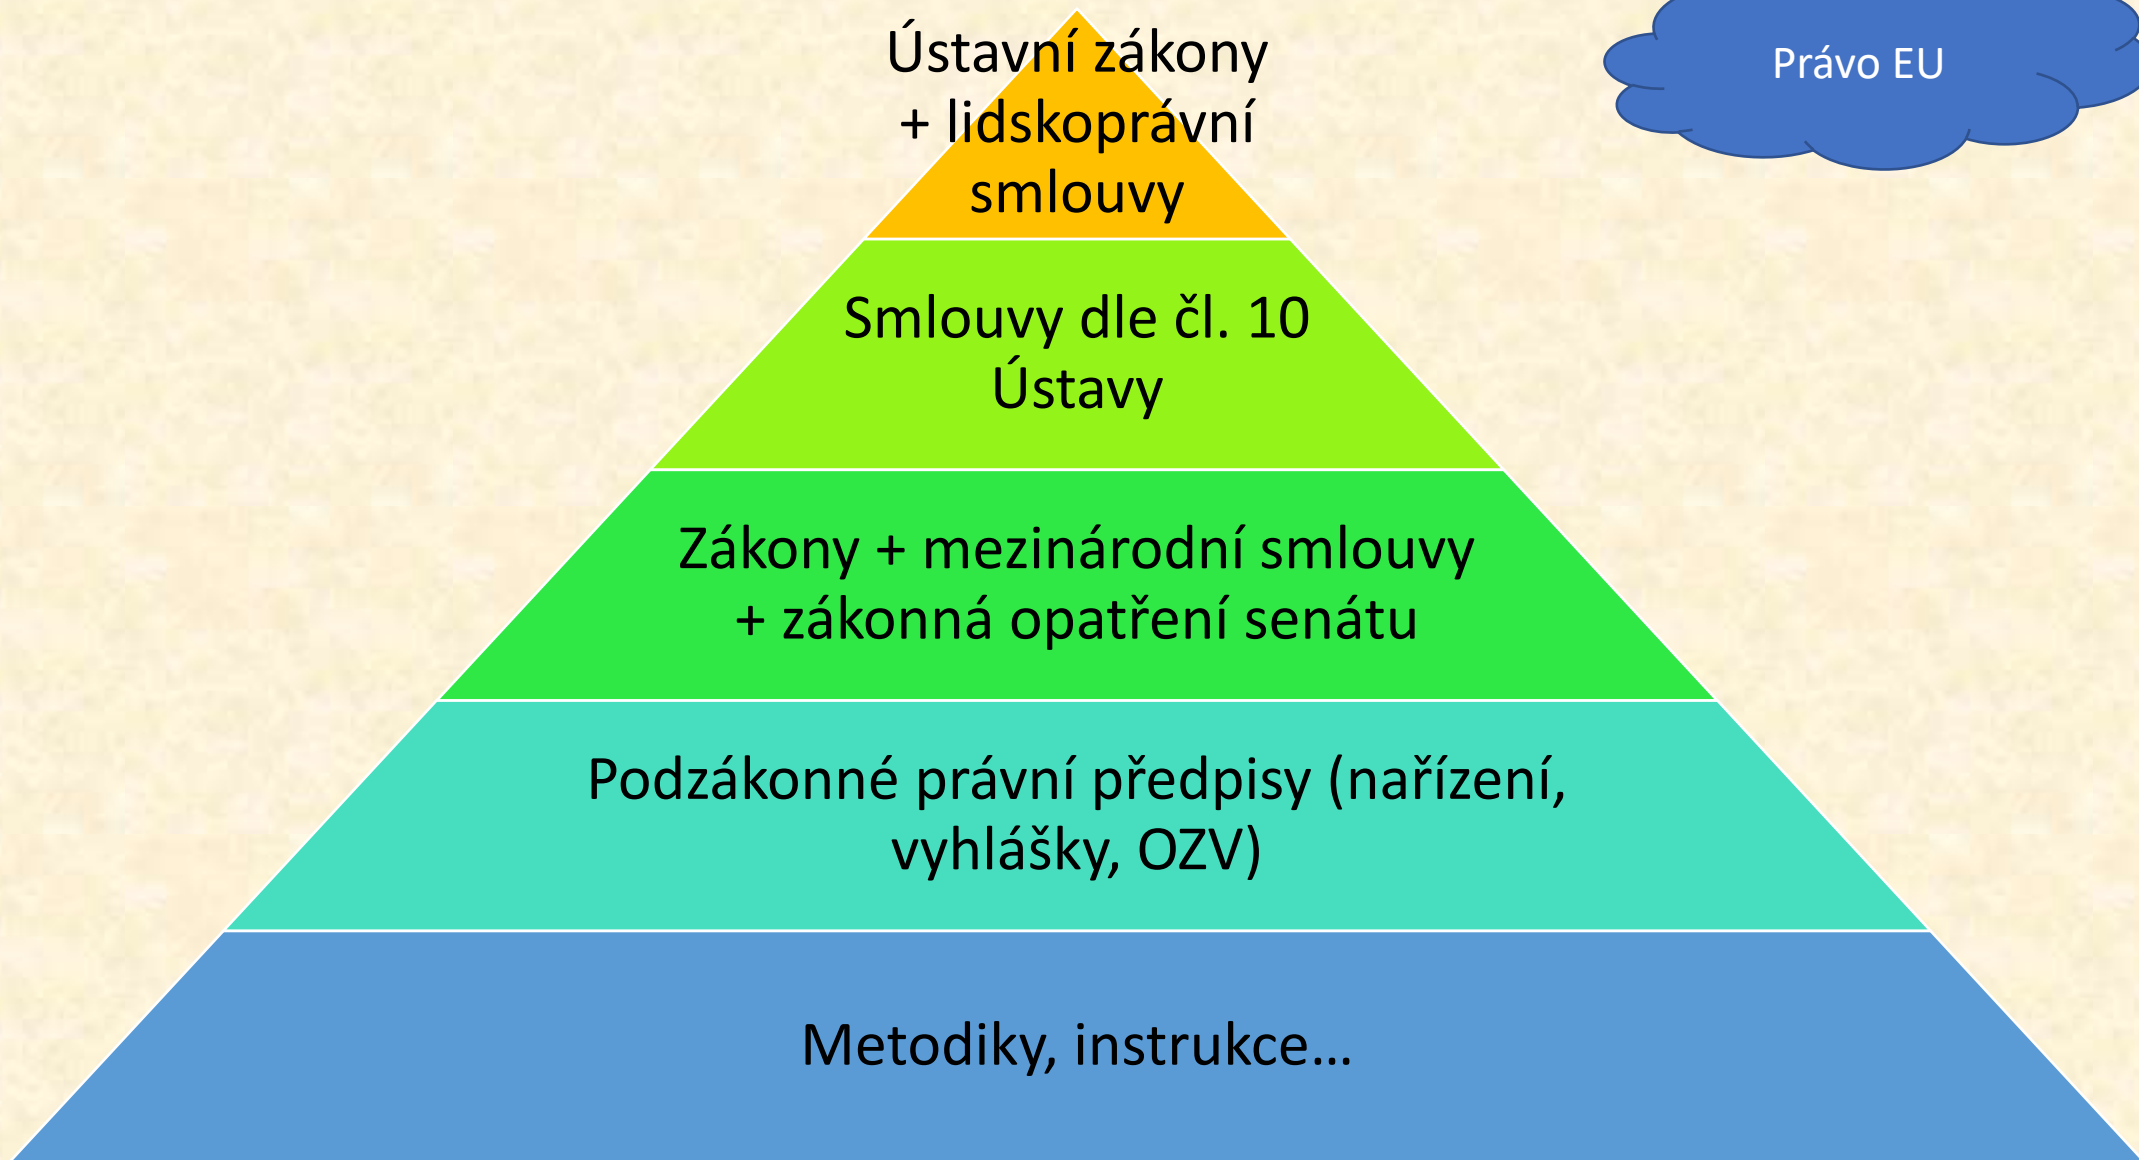 Ústavní zákony
+ lidskoprávní
smlouvy
Právo EU
Smlouvy dle čl. 10
Ústavy
Zákony + mezinárodní smlouvy
+ zákonná opatření senátu
Podzákonné právní předpisy (nařízení,
vyhlášky, OZV)
Metodiky, instrukce…